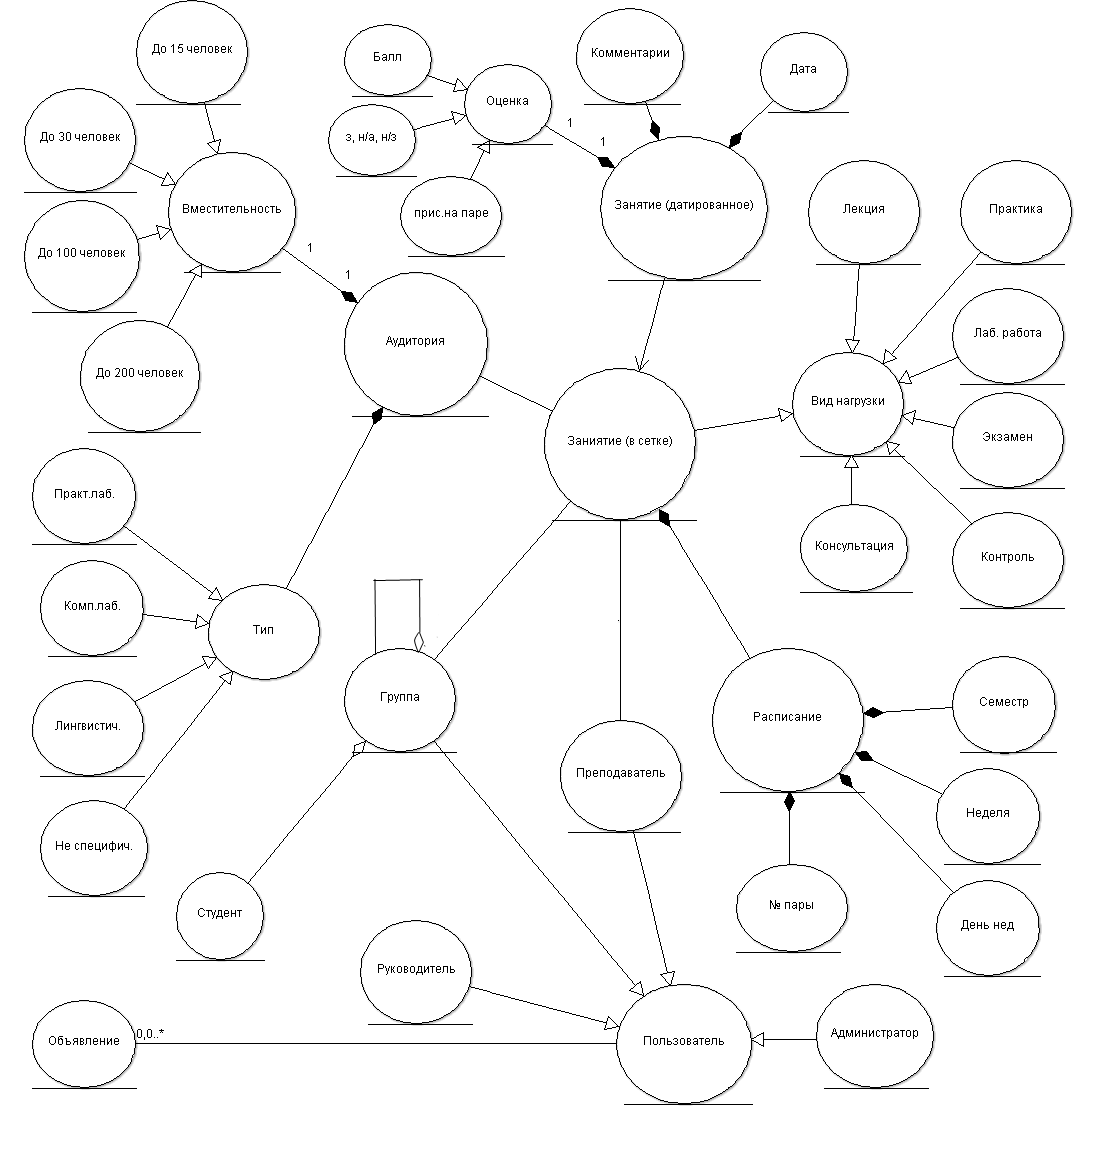 До 15 человек
Балл
Комментарии
Дата
Оценка
До 30 человек
з, н/а, н/з
1
1
Вместительность
прис.на паре
Занятие (датированное)
Лекция
Практика
До 100 человек
1
1
Аудитория
Лаб. работа
До 200 человек
Вид нагрузки
Заниятие (в сетке)
Экзамен
Практ.лаб.
Консультация
Контроль
Комп.лаб.
Тип
Группа
Семестр
Расписание
Лингвистич.
Преподаватель
Неделя
Не специфич.
№ пары
Студент
День нед
Руководитель
Объявление
0,0..*
Пользователь
Администратор